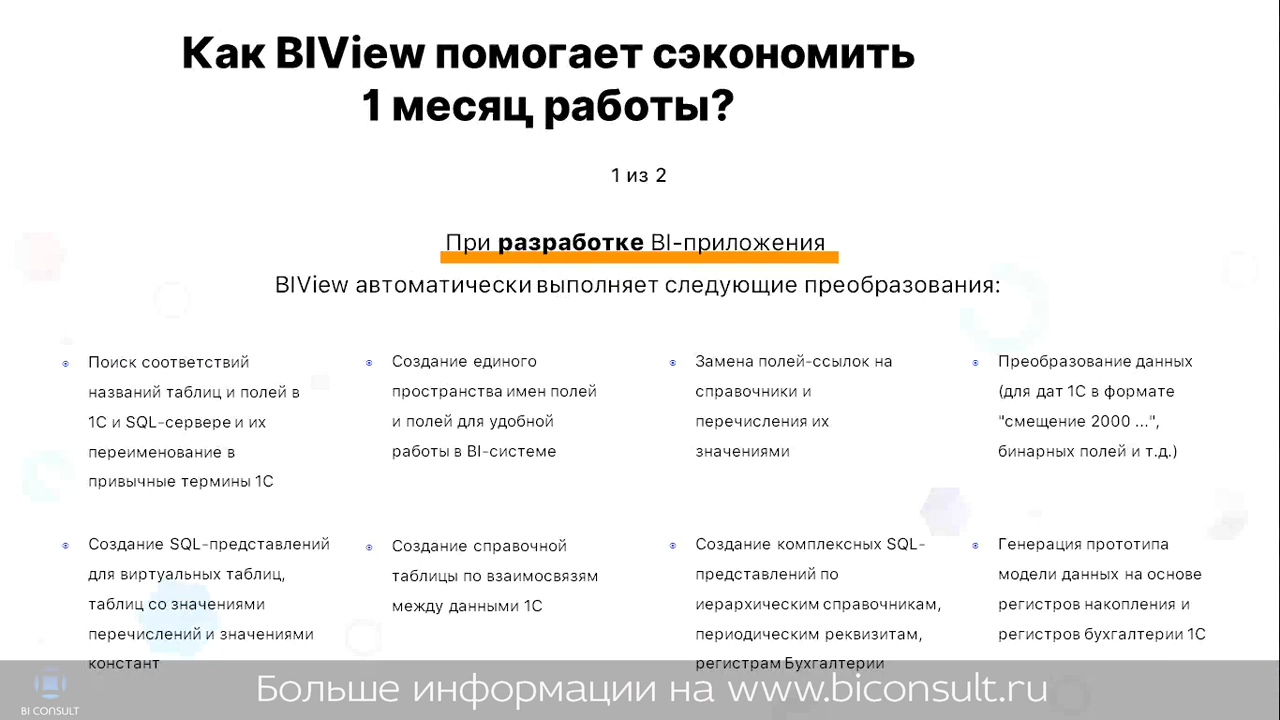 Как BIView помогает сэкономить
1 месяц работы?
1 из 2
При разработке BI-приложения
BIView автоматически выполняет следующие преобразования:
Поиск соответствий
названий таблиц и полей в
1С и SQL-сервере и их
переименование в
привычные термины 1С
Создание единого
пространства имен полей
и полей для удобной
работы в BI-системе
Замена полей-ссылок на
справочники и
перечисления их
значениями
Преобразование данных
(для дат 1С в формате
"смещение 2000 ...",
бинарных полей и т.д.)
Создание SQL-представлений
для виртуальных таблиц,
таблиц со значениями
перечислений и значениями
констант
Создание справочной
таблицы по взаимосвязям
между данными 1С
Создание комплексных SQL-
представлений по
иерархическим справочникам,
периодическим реквизитам,
регистрам Бухгалтерии
Генерация прототипа
модели данных на основе
регистров накопления и
регистров бухгалтерии 1С
BI CONSULT
Больше информации на www.biconsult.ru